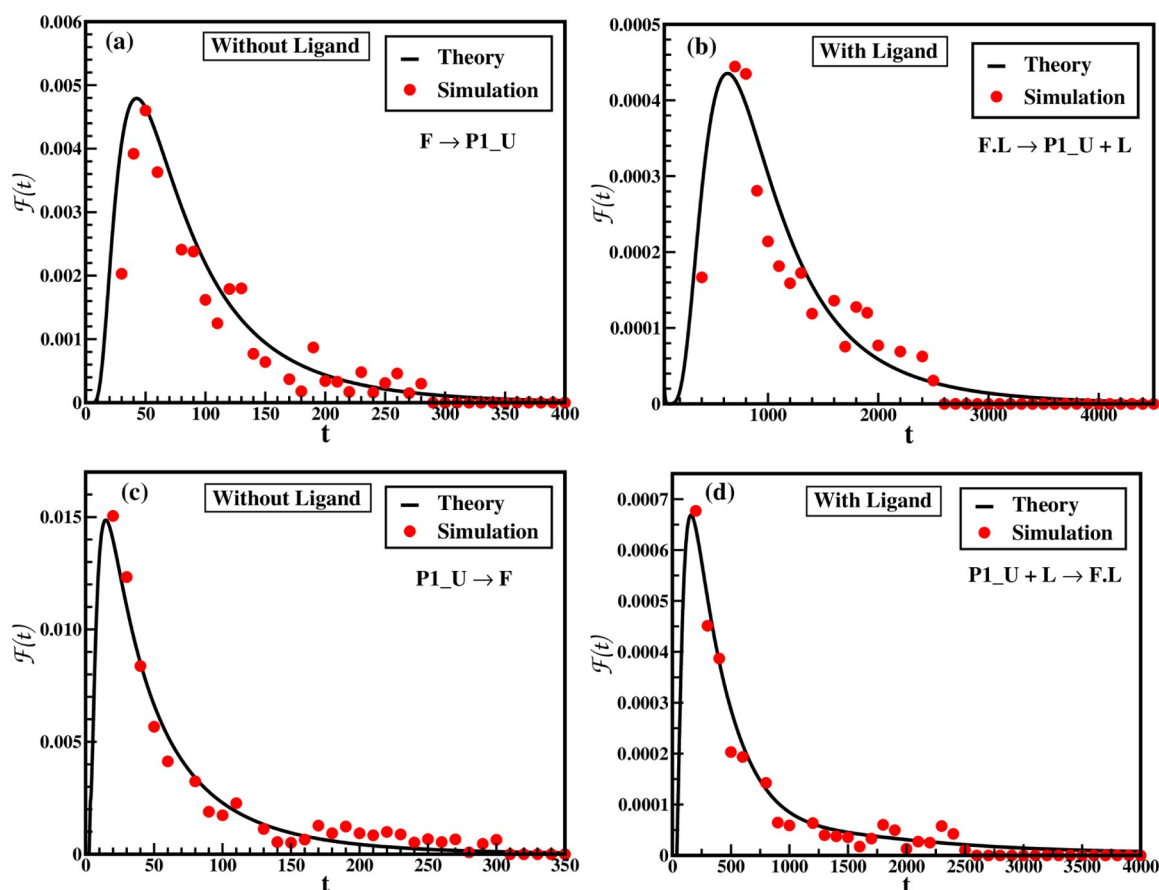 (a)
Without Ligand
Theory
Simulation
F → P1_U
0.006
0.005
0.004
0.003
0.002
0.001
0
ℱ(t)
0 50 100 150 200 250 300 350 400
t
(b)
With Ligand
Theory
Simulation
F.L → P1_U + L
0.0005
0.0004
0.0003
0.0002
0.0001
0
ℱ(t)
1000 2000 3000 4000
t
(c)
Without Ligand
Theory
Simulation
P1_U → F
0.015
0.010
0.005
0
ℱ(t)
0 50 100 150 200 250 300 350
t
(d)
With Ligand
Theory
Simulation
P1_U + L → F.L
0.0007
0.0006
0.0005
0.0004
0.0003
0.0002
0.0001
0
ℱ(t)
0 500 1000 1500 2000 2500 3000 3500 4000
t